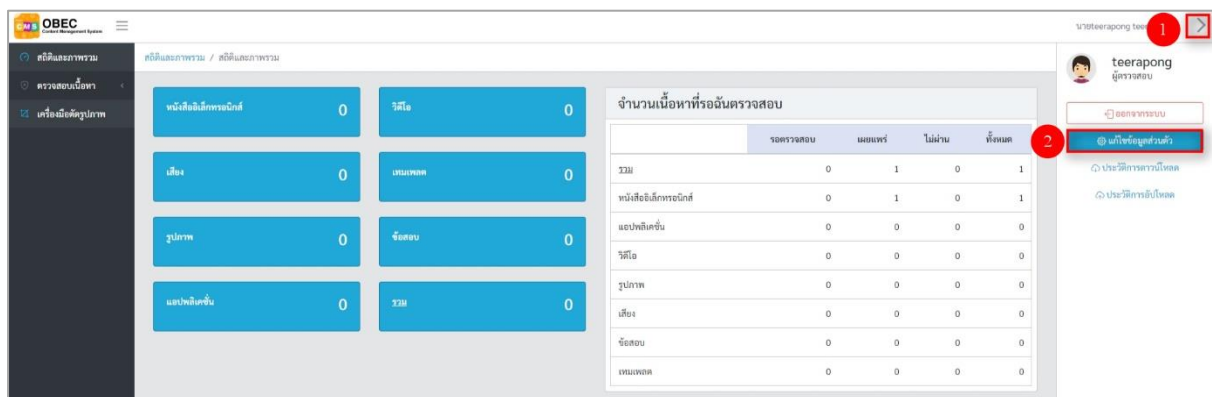 CMS OBEC
Content Management System
นายteerapong
1
สถิติและภาพรวม
ตรวจสอบเนื้อหา
เครื่องมือตัดรูปภาพ
สถิติและภาพรวม / สถิติและภาพรวม
หนังสืออิเล็กทรอนิกส์ 0
วีดีโอ 0
เสียง 0
เทมเพลต 0
รูปภาพ 0
ข้อสอบ 0
แอปพลิเคชั่น 0
รวม 0
จำนวนเนื้อหาที่รอฉันตรวจสอบ
รอตรวจสอบ เผยแพร่ ไม่ผ่าน ทั้งหมด
รวม 0 1 0 1
หนังสืออิเล็กทรอนิกส์ 0 1 0 1
แอปพลิเคชั่น 0 0 0 0
วีดีโอ 0 0 0 0
รูปภาพ 0 0 0 0
เสียง 0 0 0 0
ข้อสอบ 0 0 0 0
เทมเพลต 0 0 0 0
teerapong
ผู้ตรวจสอบ
ออกจากระบบ
2 แก้ไขข้อมูลส่วนตัว
ประวัติการดาวน์โหลด
ประวัติการอัปโหลด